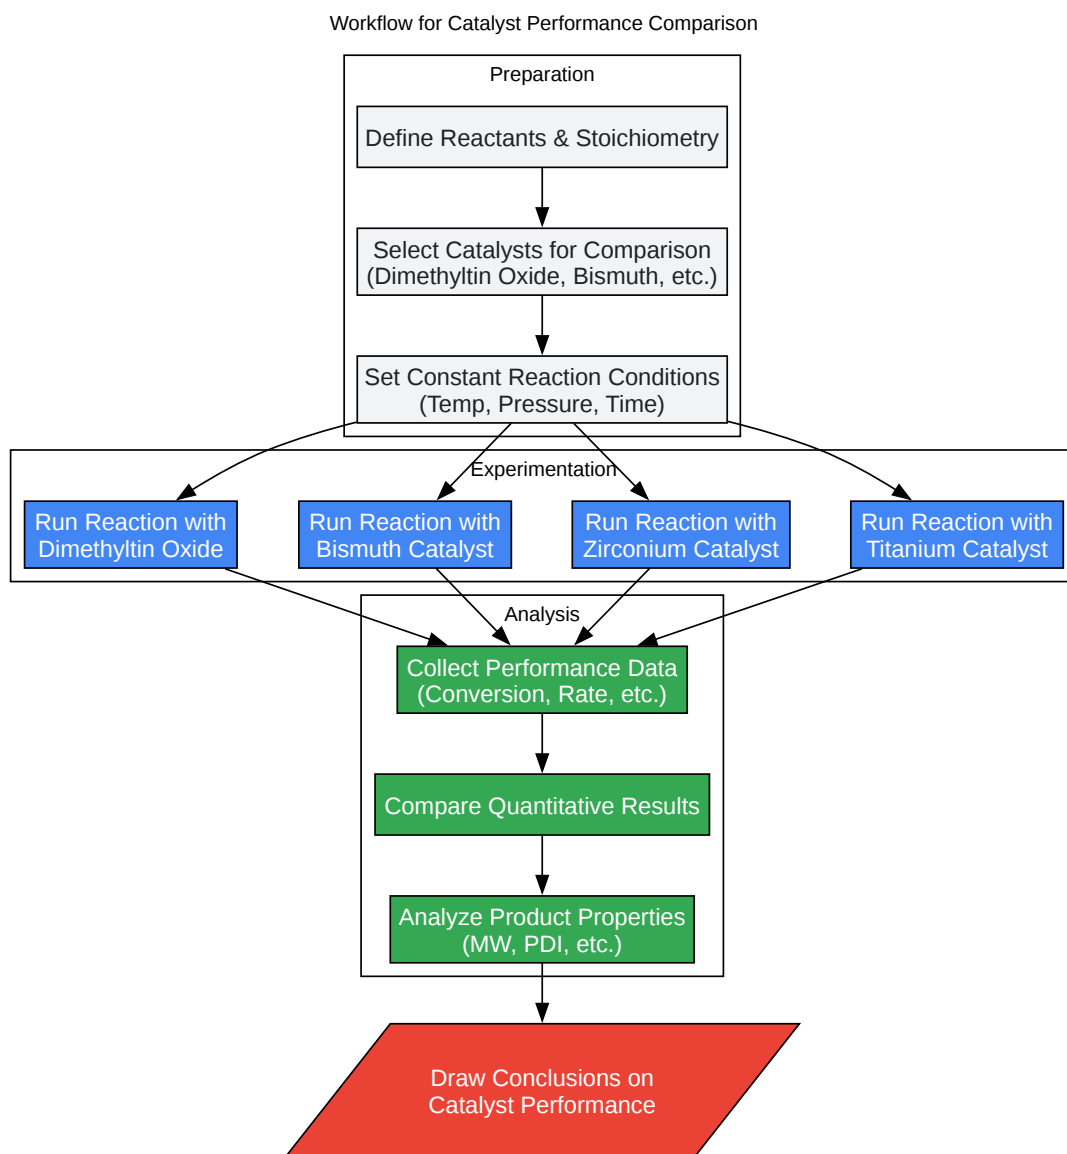 Workflow for Catalyst Performance Comparison
Preparation
Define Reactants & Stoichiometry
Select Catalysts for Comparison
(Dimethyltin Oxide, Bismuth, etc.)
Set Constant Reaction Conditions
(Temp, Pressure, Time)
Experimentation
Run Reaction with
Dimethyltin Oxide
Run Reaction with
Bismuth Catalyst
Run Reaction with
Zirconium Catalyst
Run Reaction with
Titanium Catalyst
Analysis
Collect Performance Data
(Conversion, Rate, etc.)
Compare Quantitative Results
Analyze Product Properties
(MW, PDI, etc.)
Draw Conclusions on
Catalyst Performance